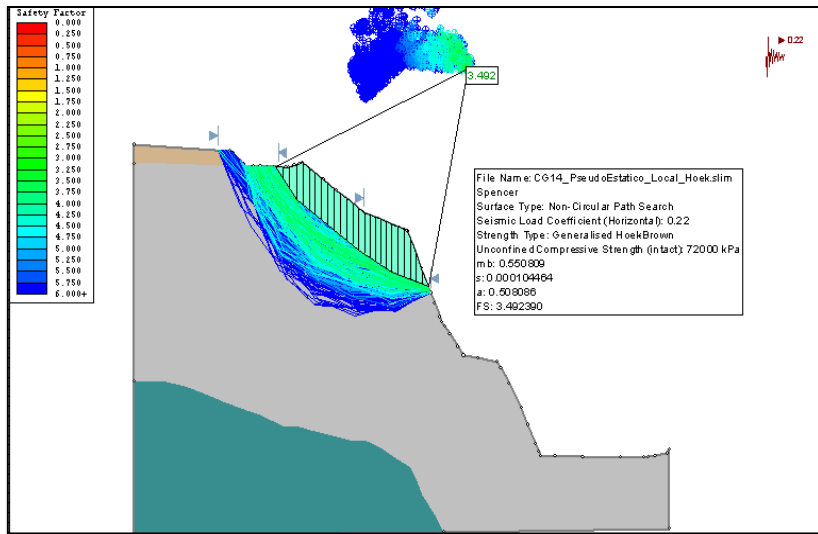 Safety Factor
0.000
0.250
0.500
0.750
1.000
1.250
1.500
1.750
2.000
2.250
2.500
2.750
3.000
3.250
3.500
3.750
4.000
4.250
4.500
4.750
5.000
5.250
5.500
5.750
6.000+
0.22
3.492
File Name: CG14_PseudoEstatico_Local_Hoek.slim
Spencer
Surface Type: Non-Circular Path Search
Seismic Load Coefficient (Horizontal): 0.22
Strength Type: Generalised HoekBrown
Unconfined Compressive Strength (intact): 72000 kPa
mb: 0.550809
s: 0.000104464
a: 0.508086
FS: 3.492390